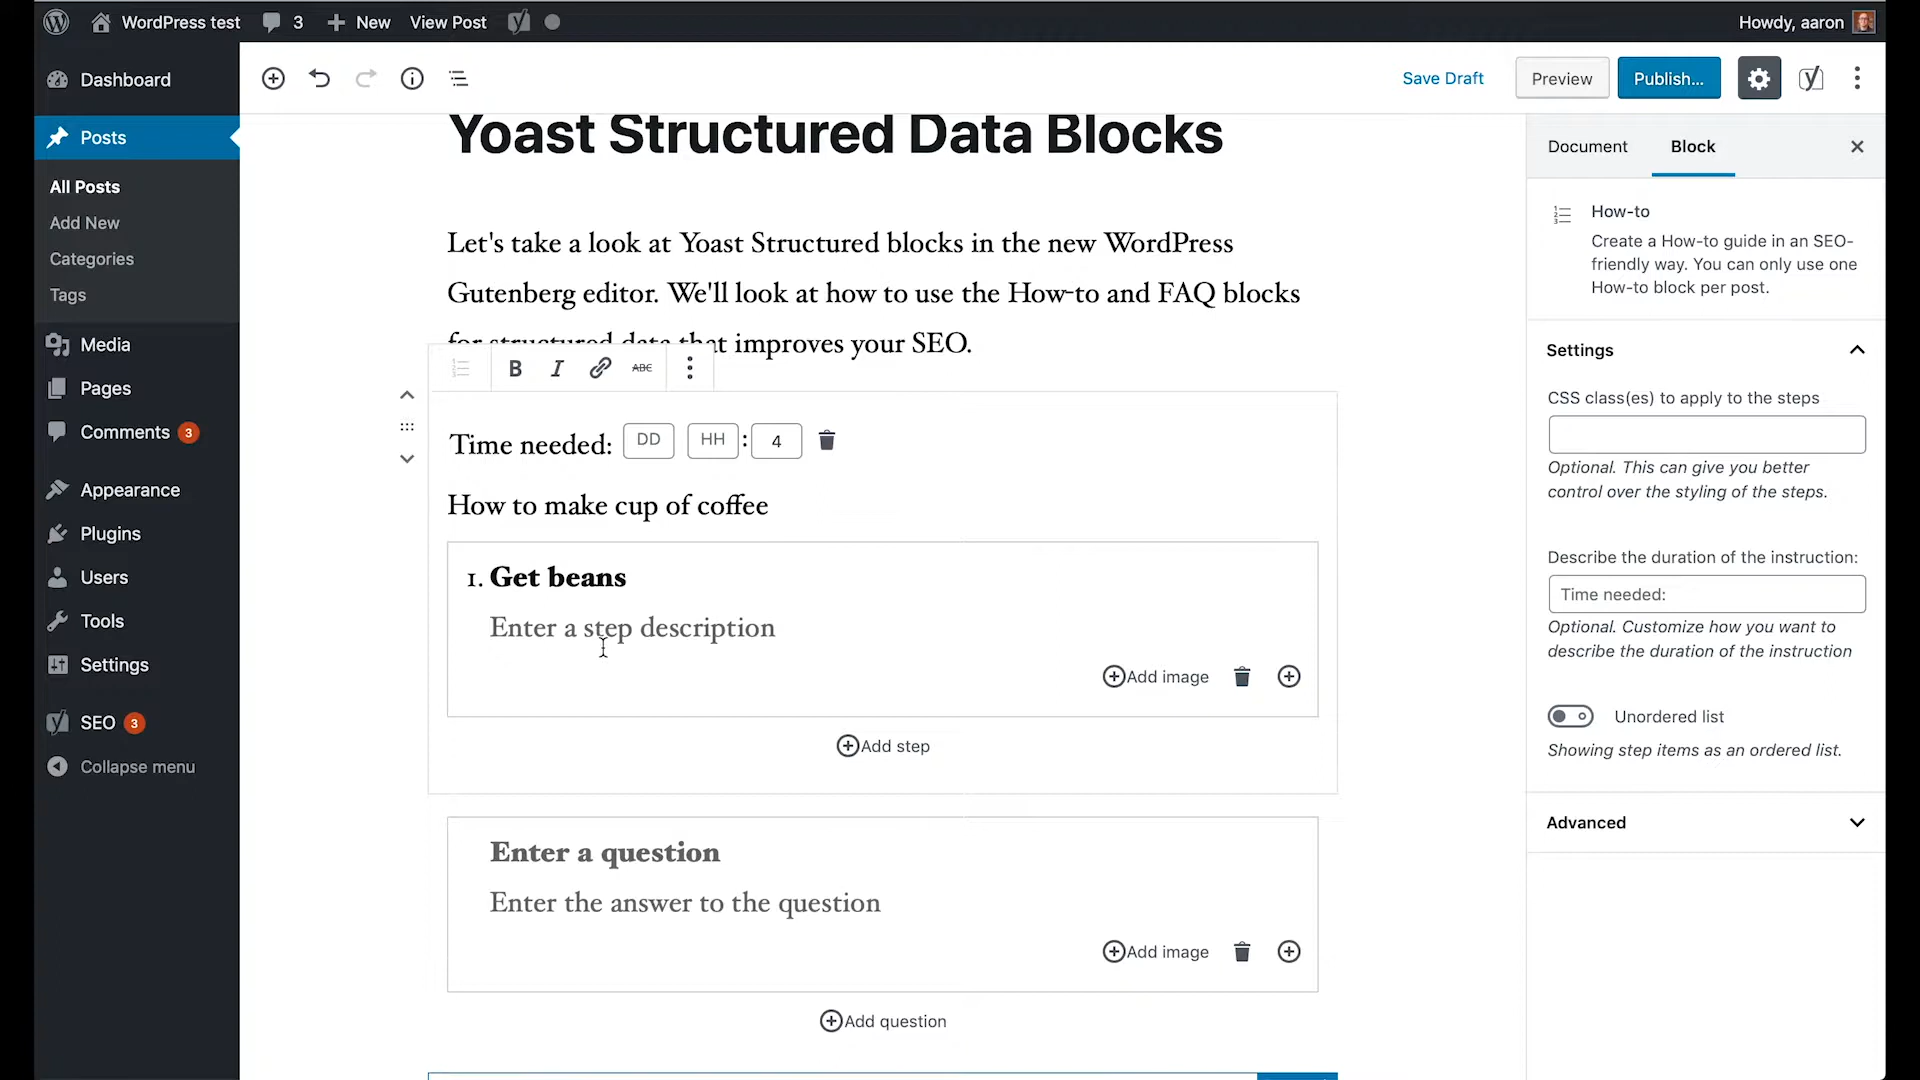 WordPress test
3
New
View Post
Howdy, aaron
Dashboard
Posts
All Posts
Add New
Categories
Tags
Media
Pages
Comments 3
Appearance
Plugins
Users
Tools
Settings
SEO 3
Collapse menu
Save Draft
Preview
Publish...
Yoast Structured Data Blocks
Let's take a look at Yoast Structured blocks in the new WordPress
Gutenberg editor. We'll look at how to use the How-to and FAQ blocks
for structured data that improves your SEO.
B I ABC
Time needed: DD HH : 4
How to make cup of coffee
1. Get beans
Enter a step description
Add image
Add step
Enter a question
Enter the answer to the question
Add image
Add question
Document
Block
How-to
Create a How-to guide in an SEO-
friendly way. You can only use one
How-to block per post.
Settings
CSS class(es) to apply to the steps
Optional. This can give you better
control over the styling of the steps.
Describe the duration of the instruction:
Time needed:
Optional. Customize how you want to
describe the duration of the instruction
Unordered list
Showing step items as an ordered list.
Advanced